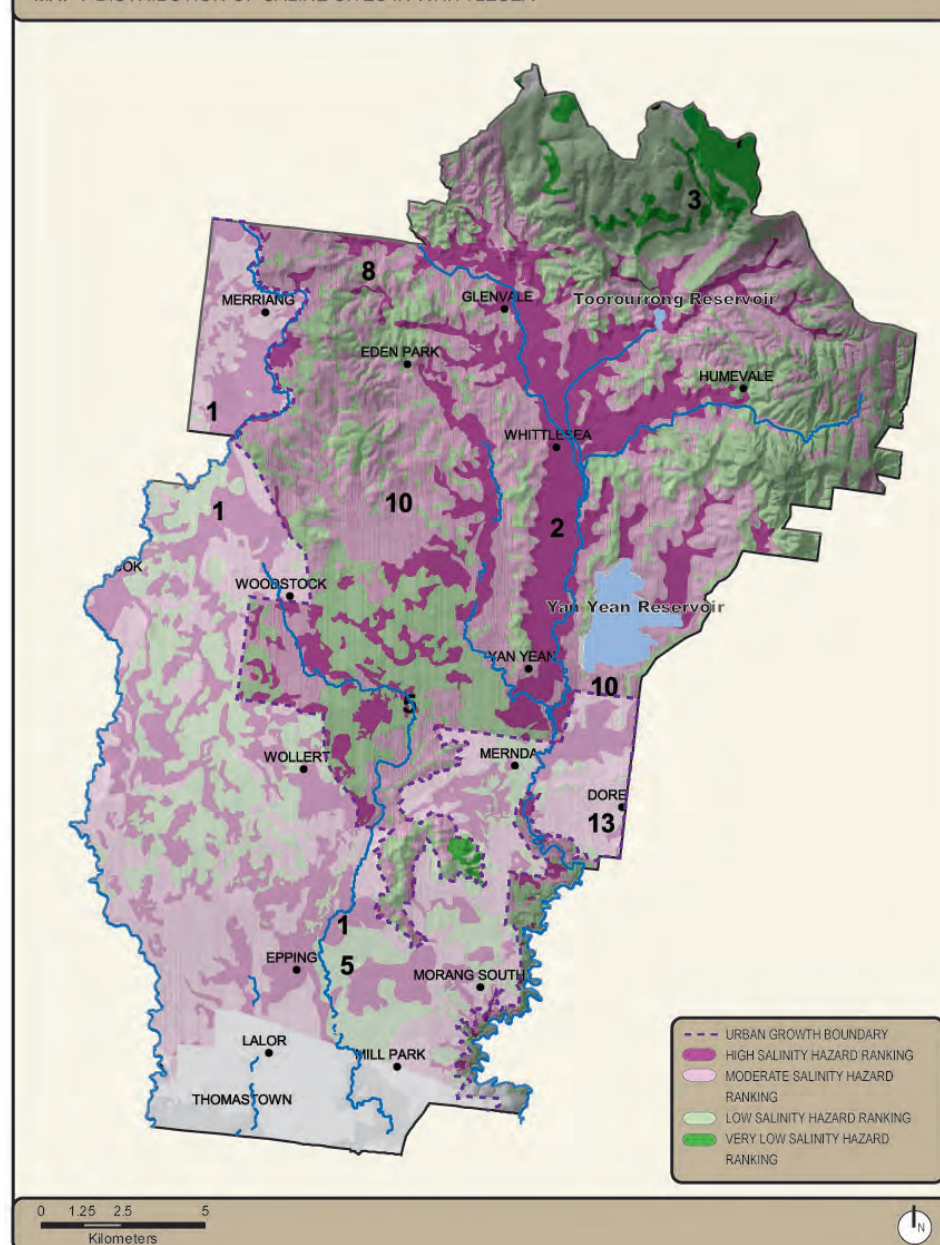 3
8
MERRIANG
GLENVALE
Toorourrong Reservoir
EDEN PARK
HUMEVALE
1
WHITTLESEA
10
1
2
WOODSTOCK
Yan Yean Reservoir
YAN YEAN
10
5
WOLLERT
MERNDA
DORE
13
1
EPPING
5
MORANG SOUTH
LALOR
MILL PARK
THOMASTOWN
URBAN GROWTH BOUNDARY
HIGH SALINITY HAZARD RANKING
MODERATE SALINITY HAZARD
RANKING
LOW SALINITY HAZARD RANKING
VERY LOW SALINITY HAZARD
RANKING
0 1.25 2.5 5
Kilometers
N